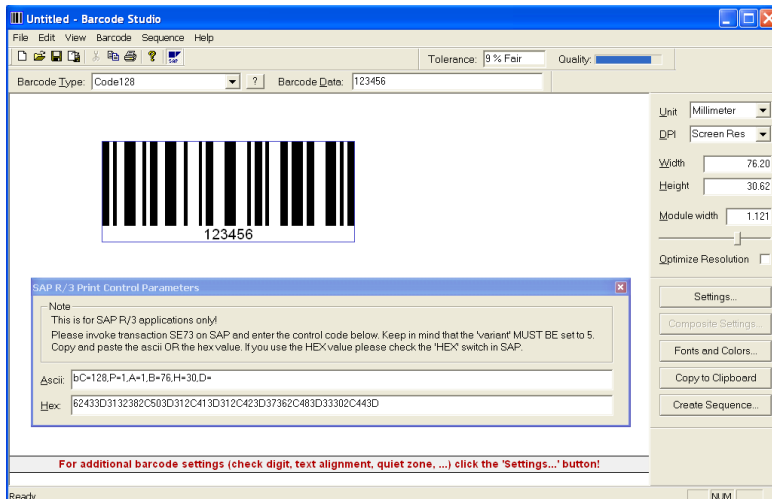 Untitled - Barcode Studio
File Edit View Barcode Sequence Help
SAP
Tolerance: 9 % Fair Quality:
Barcode Type: Code128 ? Barcode Data: 123456
Unit Millimeter
DPI Screen Res
Width 76.20
Height 30.62
Module width 1.121
Optimize Resolution
123456
SAP R/3 Print Control Parameters
Note
This is for SAP R/3 applications only!
Please invoke transaction SE73 on SAP and enter the control code below. Keep in mind that the 'variant' MUST BE set to 5.
Copy and paste the ascii OR the hex value. If you use the HEX value please check the 'HEX' switch in SAP.
Ascii: bC=128,P=1,A=1,B=76,H=30,D=
Hex: 62433D3132382C503D312C413D312C423D37362C483D33302C443D
Settings...
Composite Settings...
Fonts and Colors...
Copy to Clipboard
Create Sequence...
For additional barcode settings (check digit, text alignment, quiet zone, ...) click the 'Settings...' button!
Ready NUM